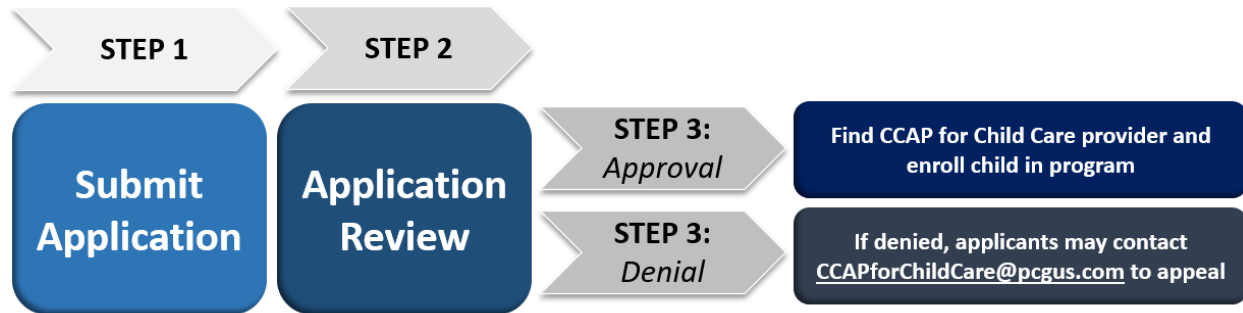 STEP 1
STEP 2
Submit
Application
Application
Review
STEP 3:
Approval
Find CCAP for Child Care provider and
enroll child in program
STEP 3:
Denial
If denied, applicants may contact
CCAPforChildCare@pcgus.com to appeal